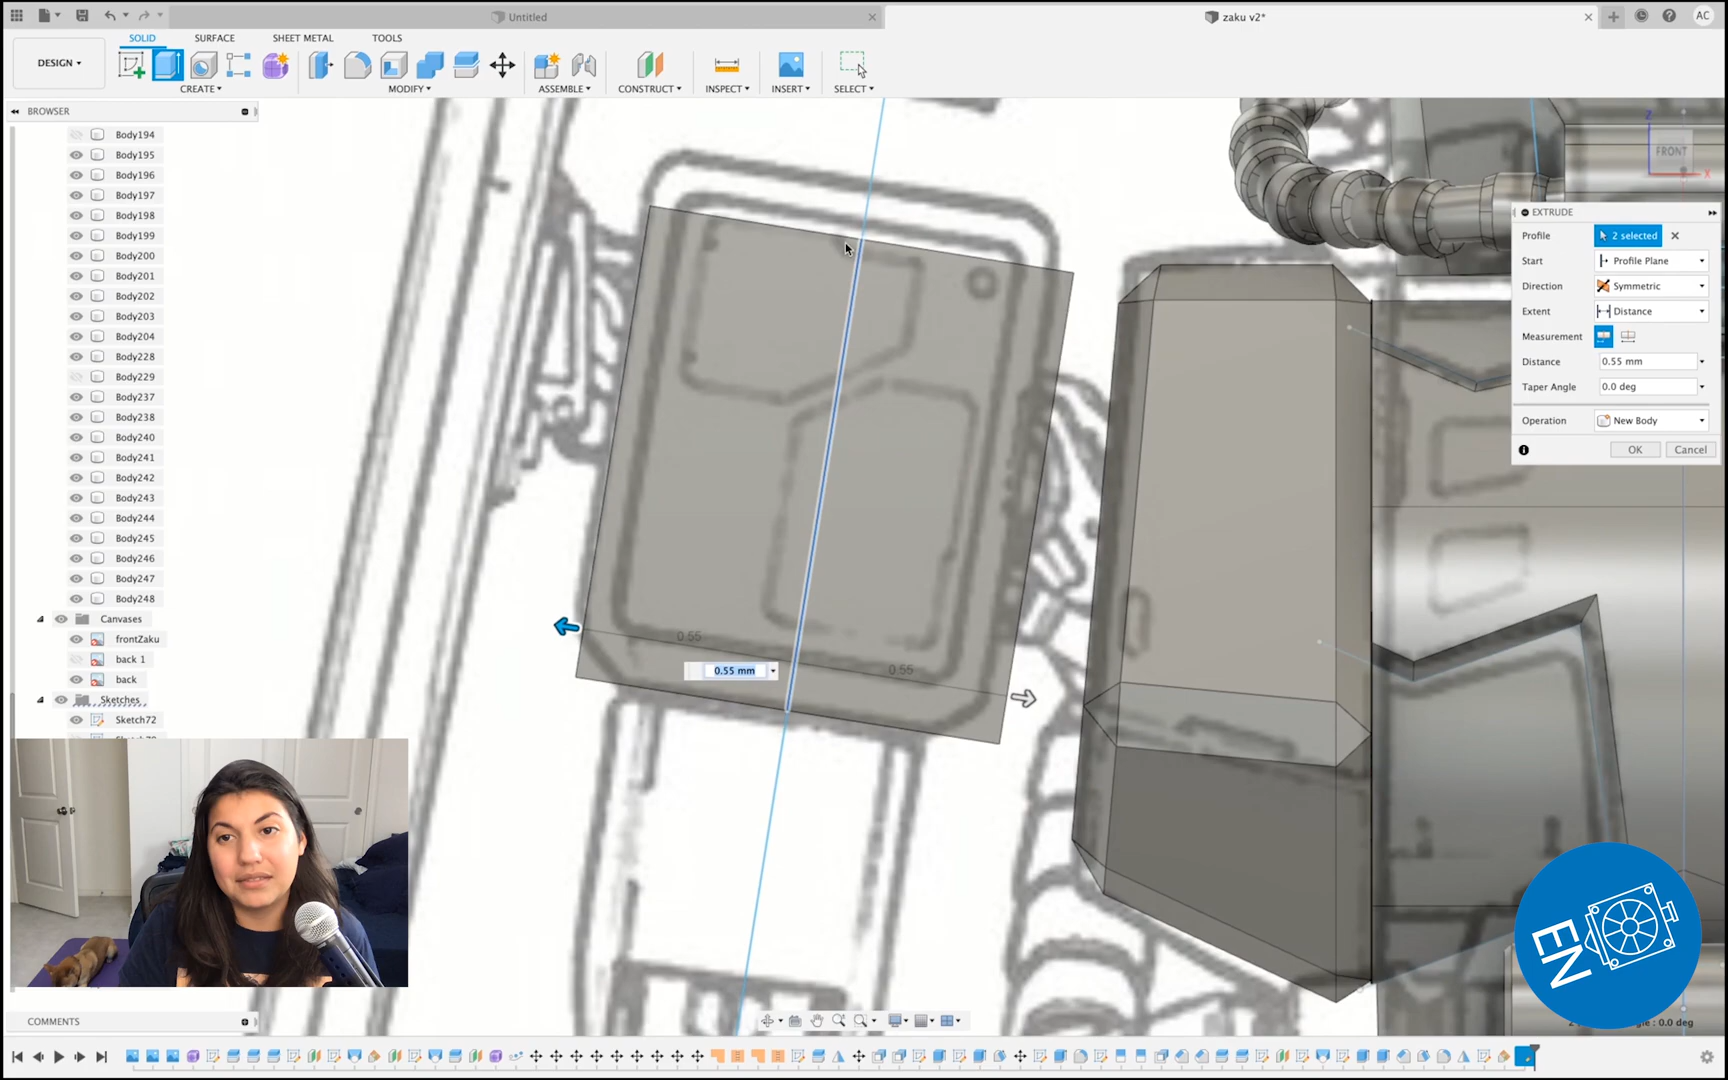 Untitled
zaku v2*
AC
DESIGN
SOLID
SURFACE
SHEET METAL
TOOLS
CREATE
MODIFY
ASSEMBLE
CONSTRUCT
INSPECT
INSERT
SELECT
BROWSER
Body194
Body195
Body196
Body197
Body198
Body199
Body200
Body201
Body202
Body203
Body204
Body228
Body229
Body237
Body238
Body240
Body241
Body242
Body243
Body244
Body245
Body246
Body247
Body248
Canvases
frontZaku
back 1
back
Sketches
Sketch72
0.55
0.55 mm
0.55
Z
FRONT
X
EXTRUDE
Profile
2 selected
Start
Profile Plane
Direction
Symmetric
Extent
Distance
Measurement
Distance
0.55 mm
Taper Angle
0.0 deg
Operation
New Body
OK
Cancel
EN
: 0.0 deg
COMMENTS